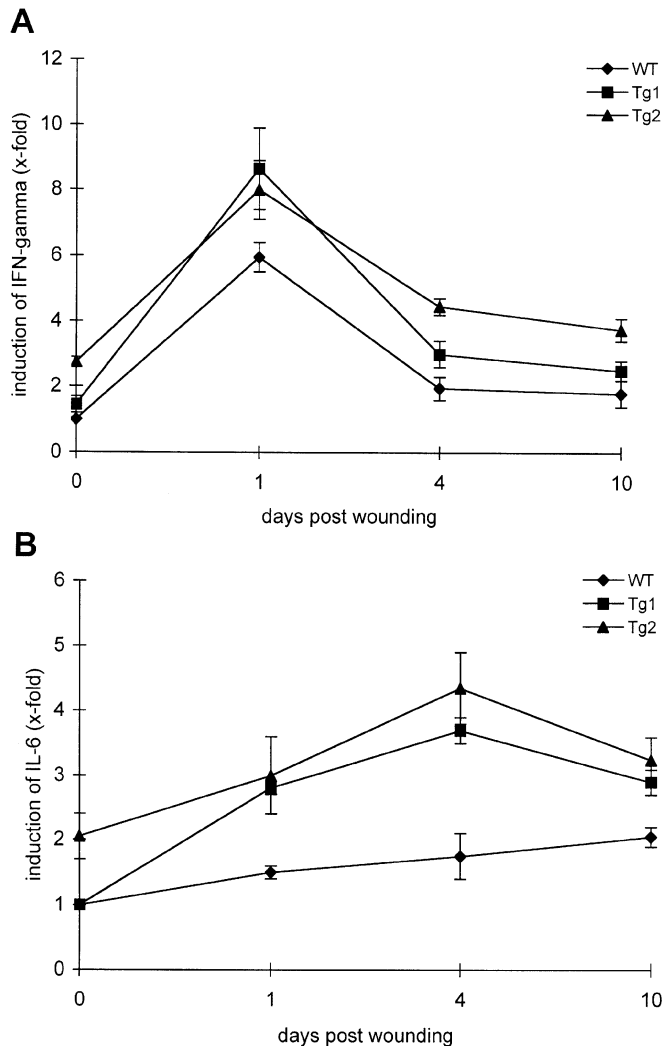 A
induction of IFN-gamma (x-fold)
12
10
8
6
4
2
0
0 1 4 10
days post wounding
WT
Tg1
Tg2
B
induction of IL-6 (x-fold)
6
5
4
3
2
1
0
0 1 4 10
days post wounding
WT
Tg1
Tg2